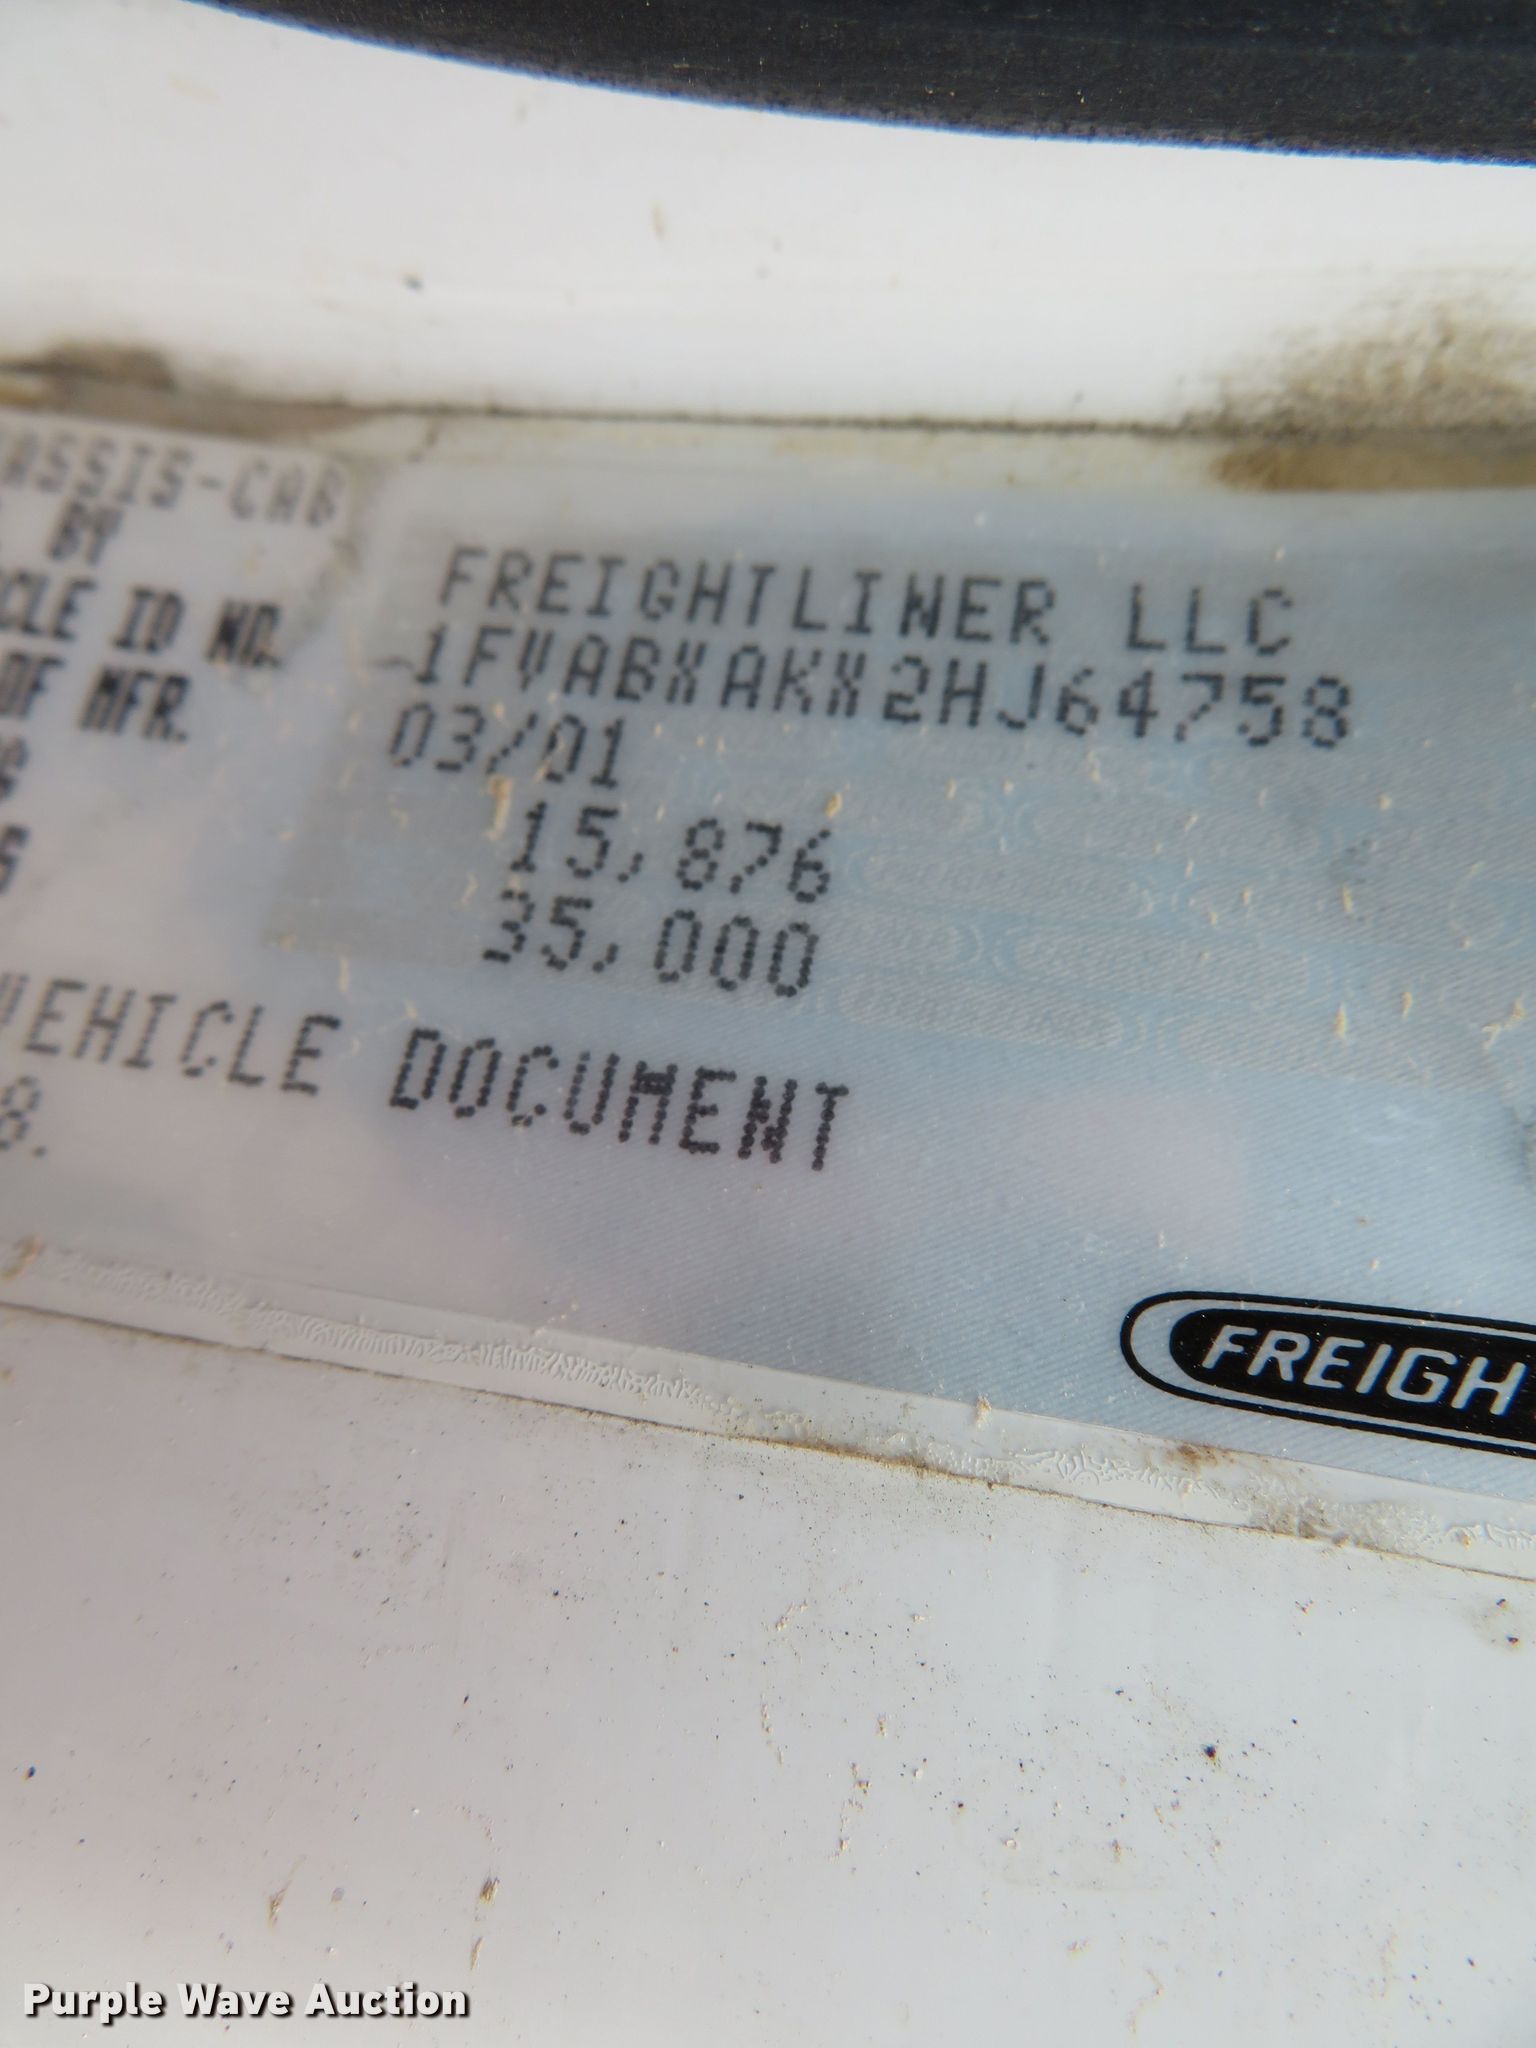 ASSIS-CAB
BY FREIGHTLINER LLC
CLE ID NO. 1FVABXAKX2HJ64758
OF MFR. 03/01
15,876
35,000
VEHICLE DOCUMENT
8.
FREIGH
Purple Wave Auction